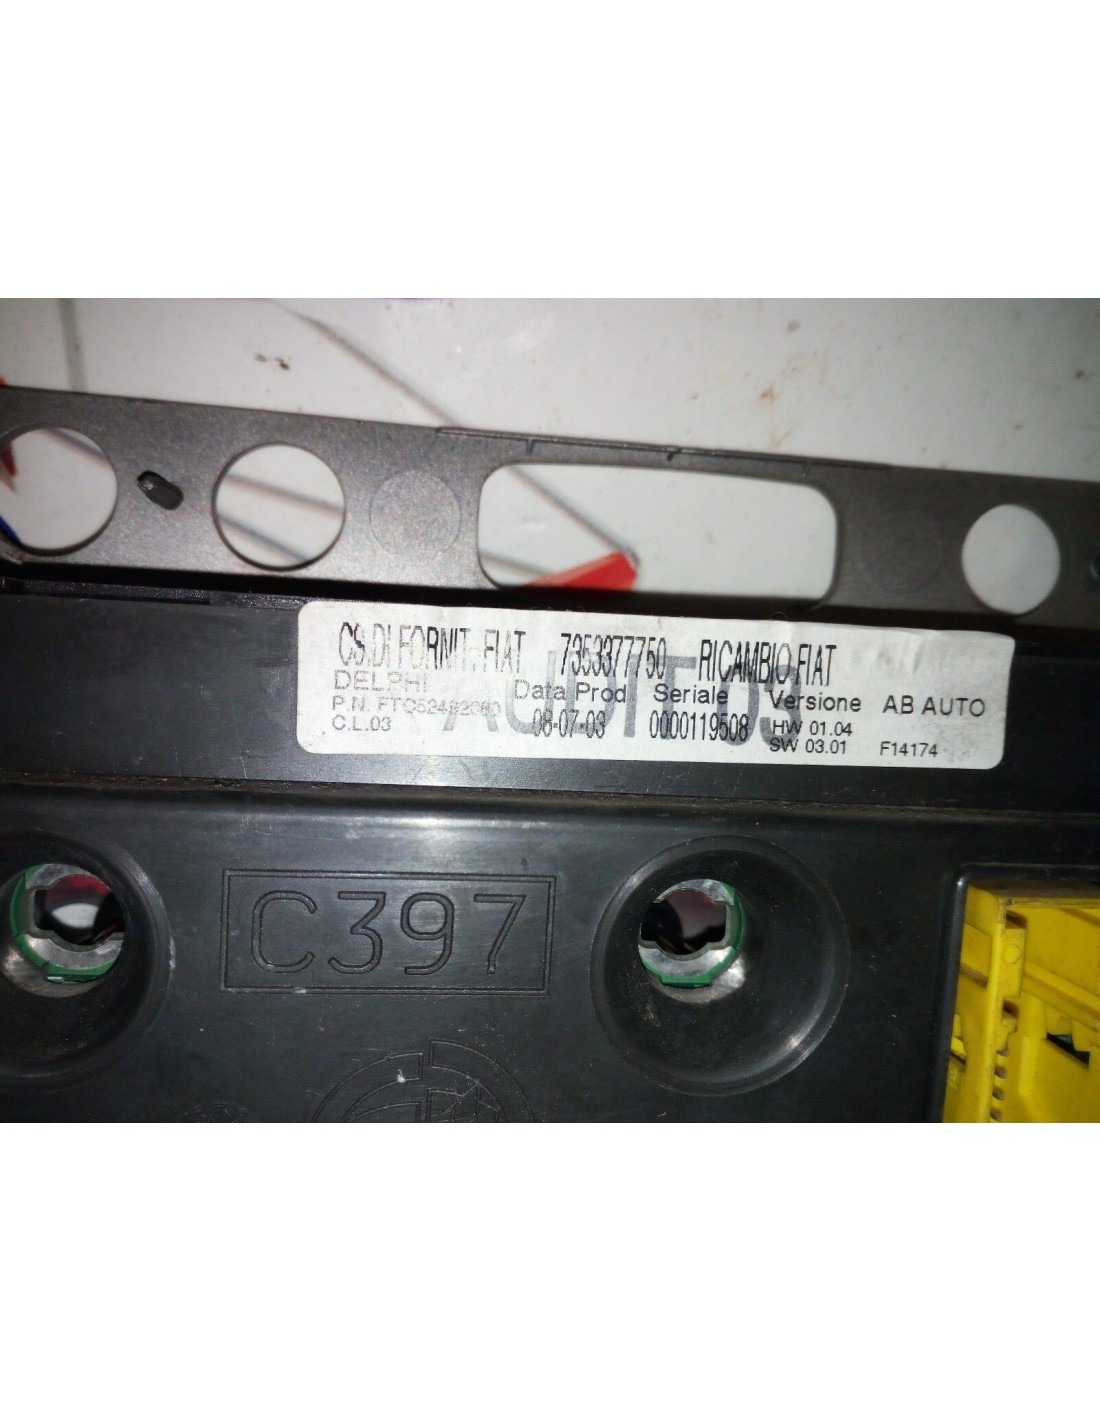 CS.DI FORNIT. FIAT 7353377750 RICAMBIO FIAT
DELPHI Data Prod Seriale Versione AB AUTO
P.N.
C.L.03 08-07-03 0000119508 HW 01.04
SW 03.01 F14174
AUDIT03
C397